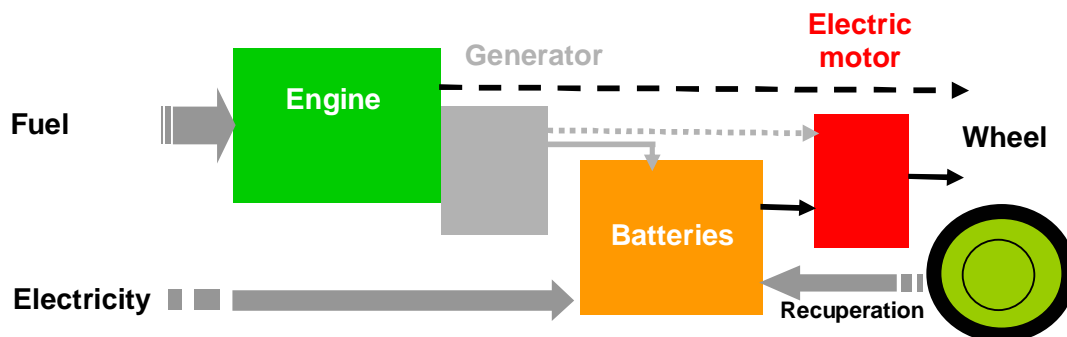 Electric
motor
Generator
Engine
Fuel
Wheel
Batteries
Electricity
Recuperation